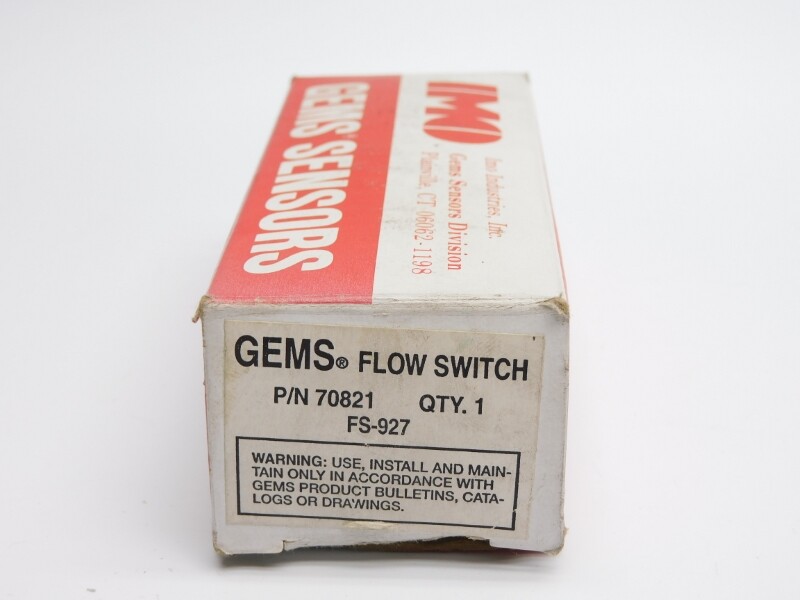 GEMS SENSORS
IMO
Imo Industries, Inc.
Gems Sensors Division
Plainville, CT 06062-1198
GEMS® FLOW SWITCH
P/N 70821 QTY. 1
FS-927
WARNING: USE, INSTALL AND MAIN-
TAIN ONLY IN ACCORDANCE WITH
GEMS PRODUCT BULLETINS, CATA-
LOGS OR DRAWINGS.